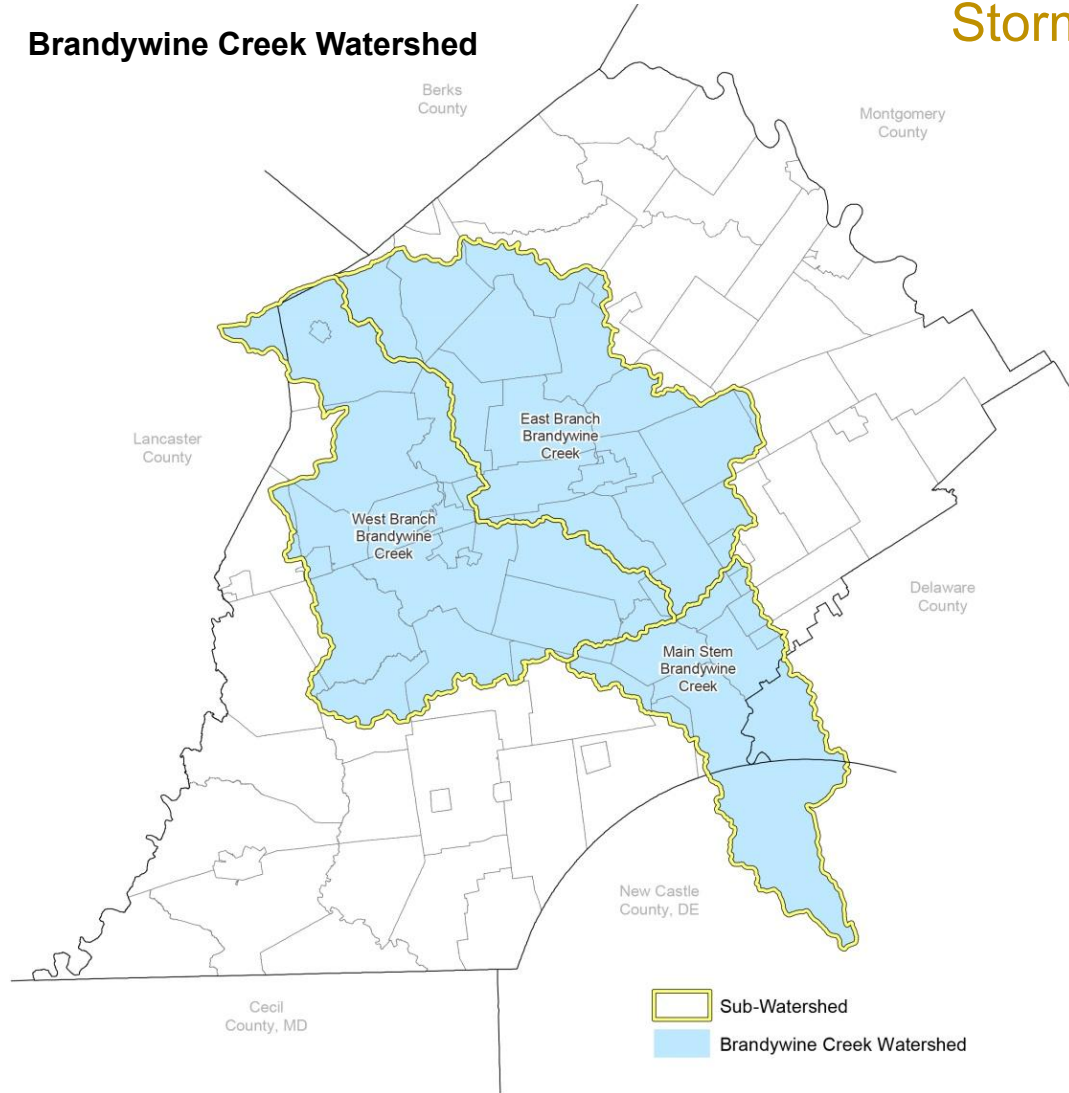 Storm
Brandywine Creek Watershed
Berks
County
Montgomery
County
Lancaster
County
East Branch
Brandywine
Creek
West Branch
Brandywine
Creek
Delaware
County
Main Stem
Brandywine
Creek
New Castle
County, DE
Cecil
County, MD
Sub-Watershed
Brandywine Creek Watershed